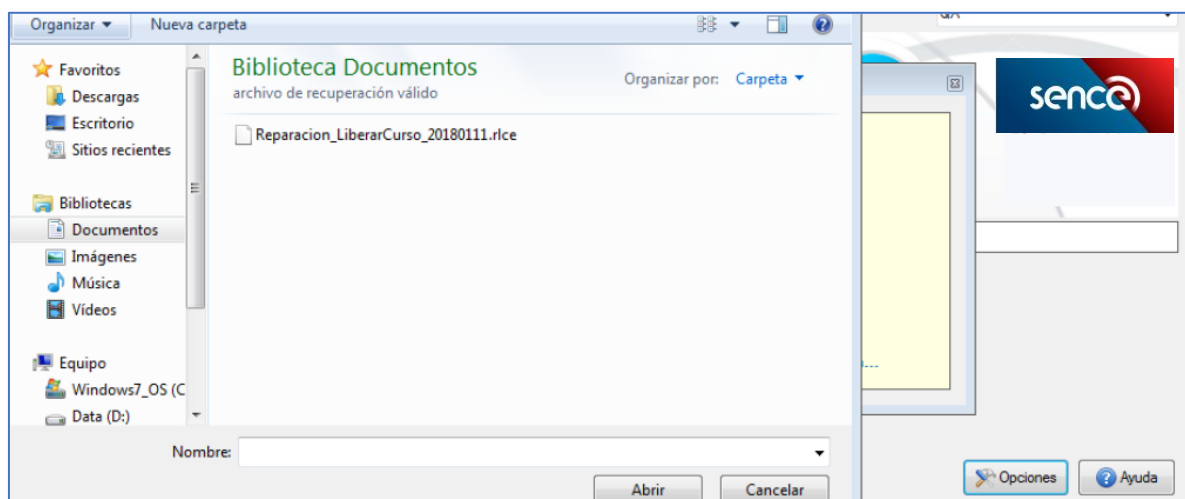 Organizar
Nueva carpeta
Favoritos
Descargas
Escritorio
Sitios recientes
Bibliotecas
Documentos
Imágenes
Música
Vídeos
Equipo
Windows7_OS (C
Data (D:)
Biblioteca Documentos
archivo de recuperación válido
Organizar por: Carpeta
Reparacion_LiberarCurso_20180111.rlce
Nombre:
Abrir
Cancelar
sence
Opciones
Ayuda